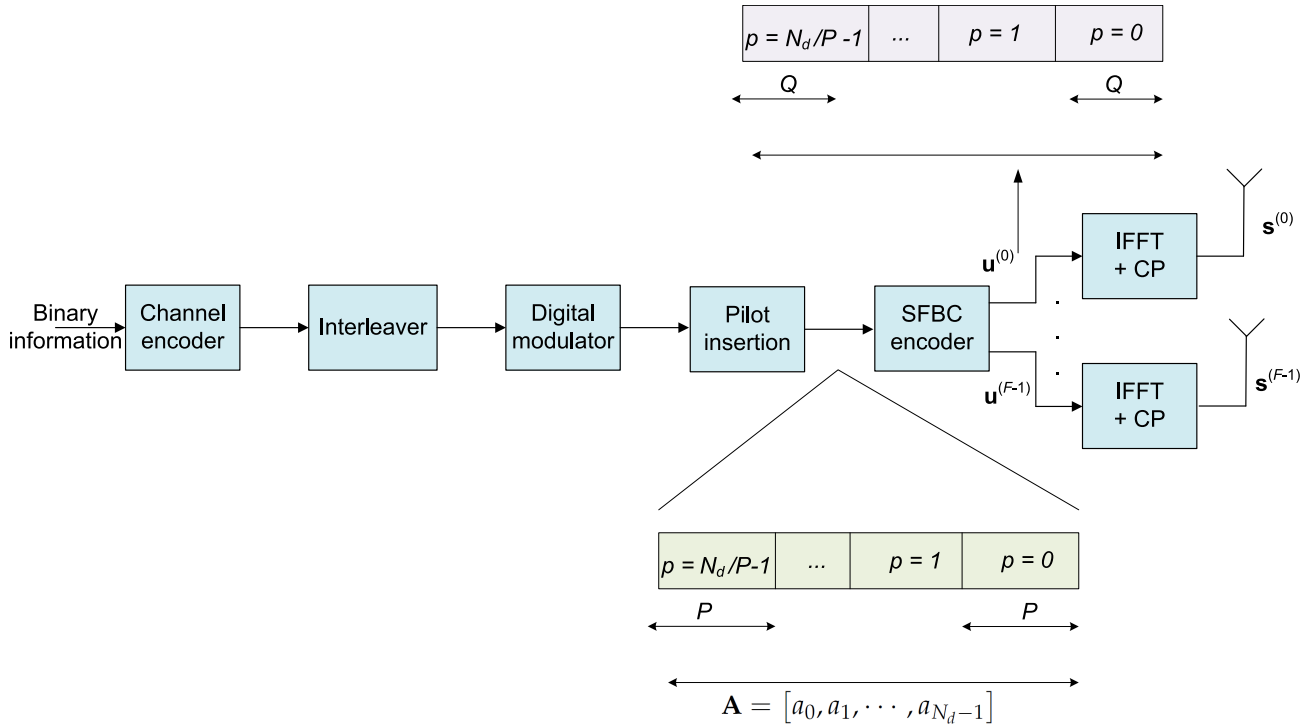 p = N_d/P -1 ... p = 1 p = 0
Q Q
s^(0)
IFFT
+ CP
u^(0)
Binary
information
Channel
encoder
Interleaver
Digital
modulator
Pilot
insertion
SFBC
encoder
.
.
.
u^(F-1)
IFFT
+ CP
s^(F-1)
p = N_d/P-1 ... p = 1 p = 0
P P
A = [a_0, a_1, ⋯ , a_{N_d−1}]